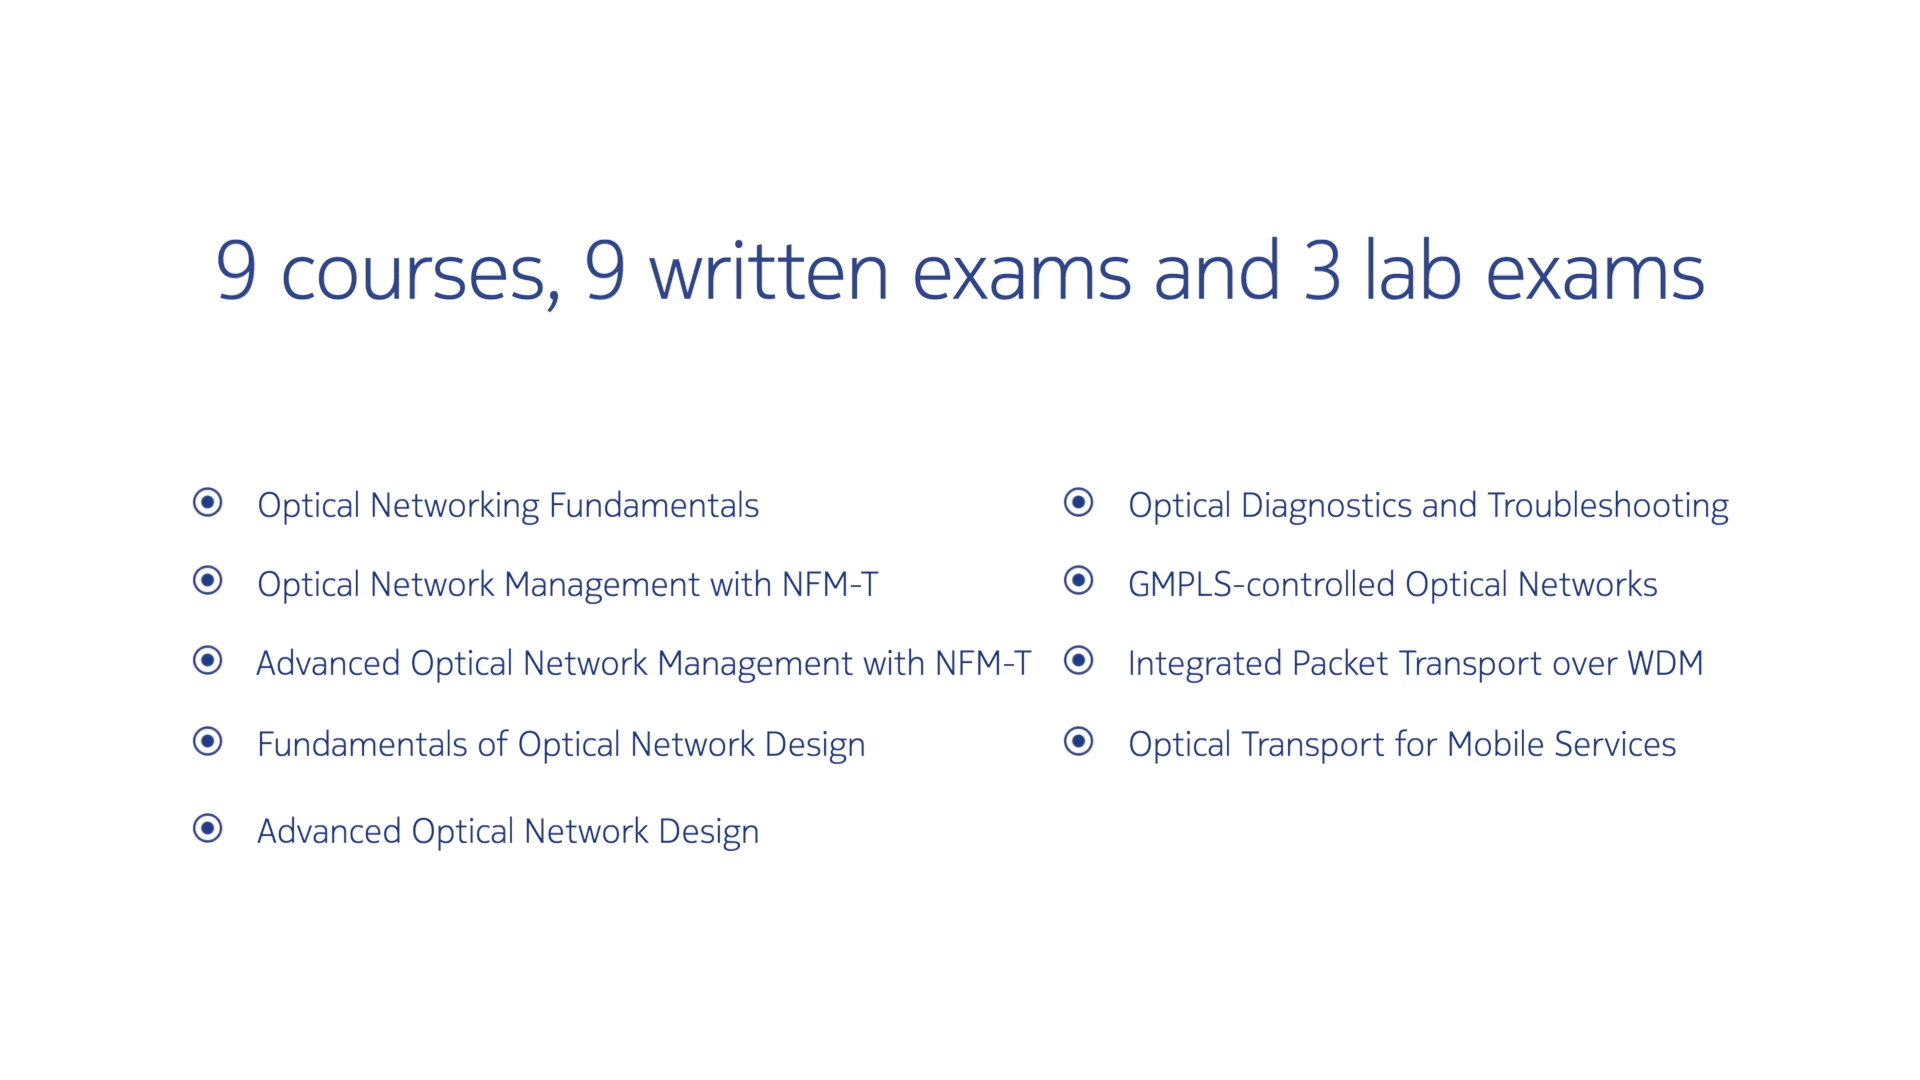 9 courses, 9 written exams and 3 lab exams
Optical Networking Fundamentals
Optical Network Management with NFM-T
Advanced Optical Network Management with NFM-T
Fundamentals of Optical Network Design
Advanced Optical Network Design
Optical Diagnostics and Troubleshooting
GMPLS-controlled Optical Networks
Integrated Packet Transport over WDM
Optical Transport for Mobile Services